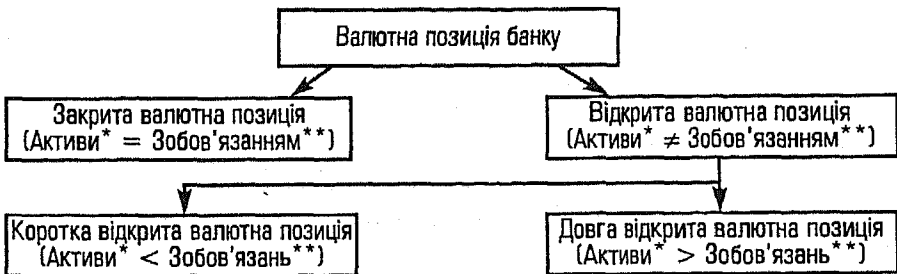 Валютна позиція банку
Закрита валютна позиція
(Активи* = Зобов'язанням**)
Відкрита валютна позиція
(Активи* ≠ Зобов'язанням**)
Коротка відкрита валютна позиція
(Активи* < Зобов'язань**)
Довга відкрита валютна позиція
(Активи* > Зобов'язань**)